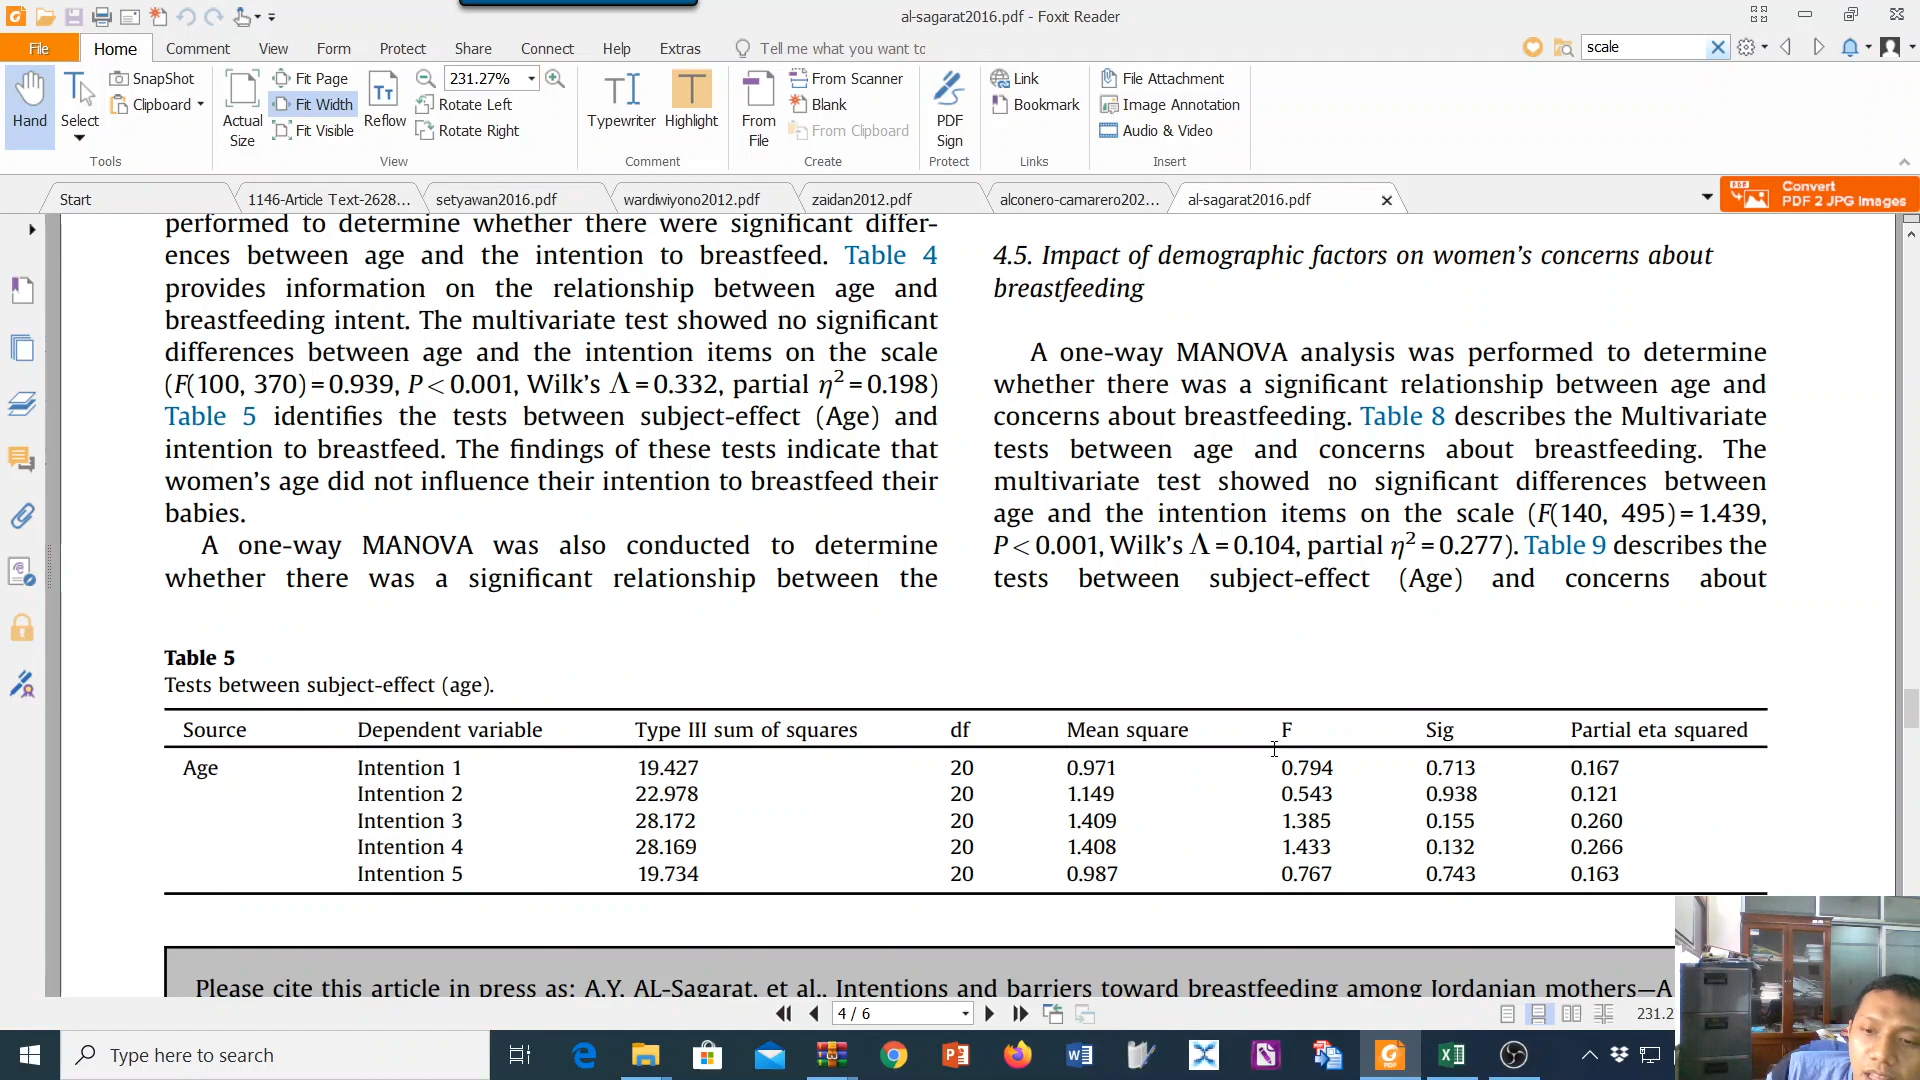 al-sagarat2016.pdf - Foxit Reader
File Home Comment View Form Protect Share Connect Help Extras Tell me what you want to scale
Hand
Select
SnapShot
Clipboard
Tools
Actual Size
Fit Page
Fit Width
Fit Visible
Reflow
231.27%
Rotate Left
Rotate Right
View
Typewriter
Highlight
Comment
From File
From Scanner
Blank
From Clipboard
Create
PDF Sign
Protect
Link
Bookmark
Links
File Attachment
Image Annotation
Audio & Video
Insert
Start 1146-Article Text-2628... setyawan2016.pdf wardwiyono2012.pdf zaidan2012.pdf alconero-camarero202... al-sagarat2016.pdf
PDF
Convert
PDF 2 JPG Images
performed to determine whether there were significant differ-
ences between age and the intention to breastfeed. Table 4
provides information on the relationship between age and
breastfeeding intent. The multivariate test showed no significant
differences between age and the intention items on the scale
(F(100, 370)=0.939, P<0.001, Wilk's Λ=0.332, partial η²=0.198)
Table 5 identifies the tests between subject-effect (Age) and
intention to breastfeed. The findings of these tests indicate that
women's age did not influence their intention to breastfeed their
babies.
A one-way MANOVA was also conducted to determine
whether there was a significant relationship between the
4.5. Impact of demographic factors on women's concerns about
breastfeeding
A one-way MANOVA analysis was performed to determine
whether there was a significant relationship between age and
concerns about breastfeeding. Table 8 describes the Multivariate
tests between age and concerns about breastfeeding. The
multivariate test showed no significant differences between
age and the intention items on the scale (F(140, 495)=1.439,
P<0.001, Wilk's Λ=0.104, partial η²=0.277). Table 9 describes the
tests between subject-effect (Age) and concerns about
Table 5
Tests between subject-effect (age).
Source Dependent variable Type III sum of squares df Mean square F Sig Partial eta squared
Age Intention 1 19.427 20 0.971 0.794 0.713 0.167
Intention 2 22.978 20 1.149 0.543 0.938 0.121
Intention 3 28.172 20 1.409 1.385 0.155 0.260
Intention 4 28.169 20 1.408 1.433 0.132 0.266
Intention 5 19.734 20 0.987 0.767 0.743 0.163
Please cite this article in press as: A.Y. AL-Sagarat, et al., Intentions and barriers toward breastfeeding among Jordanian mothers—A
4 / 6
231.2
Type here to search